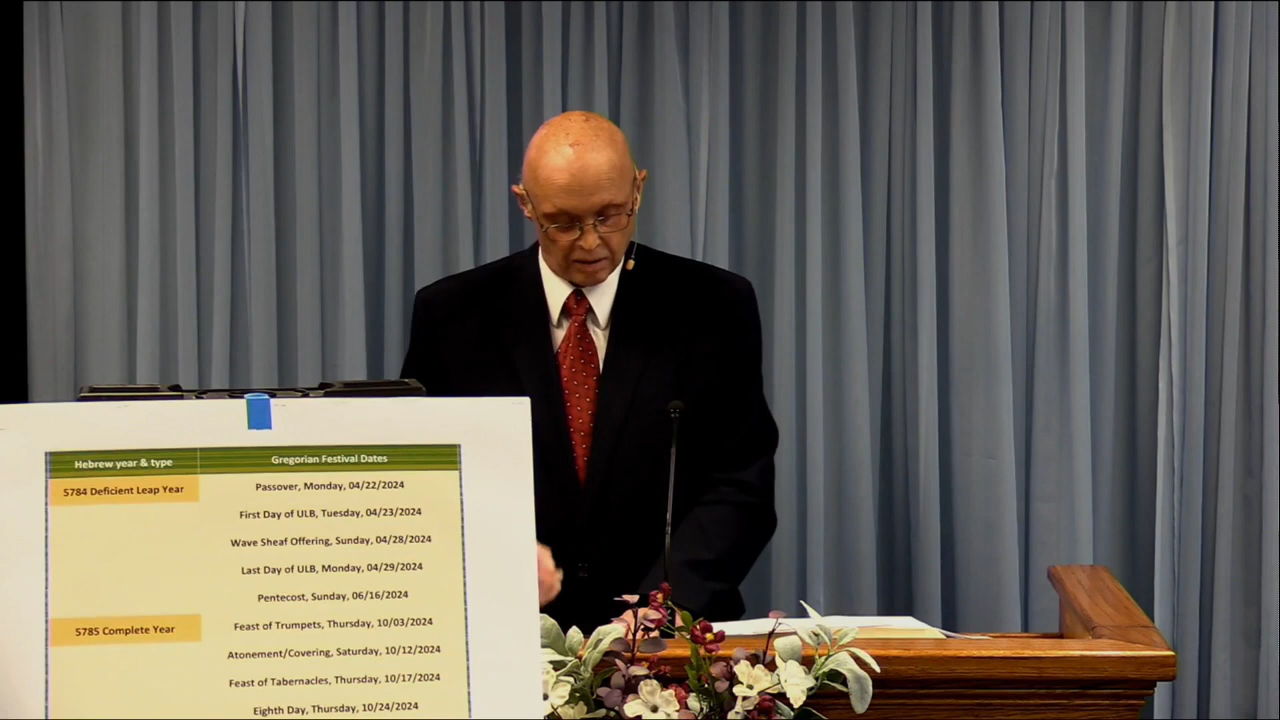 Hebrew year & type Gregorian Festival Dates
5784 Deficient Leap Year Passover, Monday, 04/22/2024
First Day of ULB, Tuesday, 04/23/2024
Wave Sheaf Offering, Sunday, 04/28/2024
Last Day of ULB, Monday, 04/29/2024
Pentecost, Sunday, 06/16/2024
5785 Complete Year Feast of Trumpets, Thursday, 10/03/2024
Atonement/Covering, Saturday, 10/12/2024
Feast of Tabernacles, Thursday, 10/17/2024
Eighth Day, Thursday, 10/24/2024